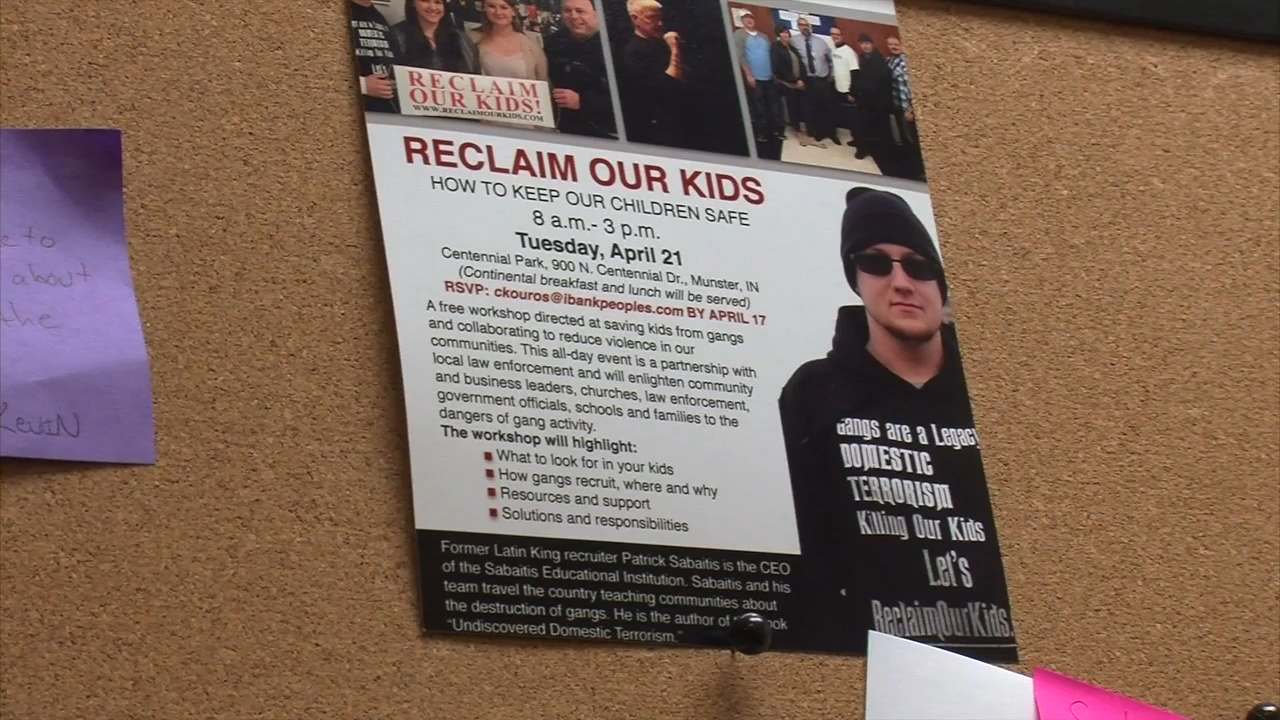 DOMESTIC
TERRORISM
Killing Our Kids
Let's
RECLAIM
OUR KIDS!
WWW.RECLAIMOURKIDS.COM
RECLAIM OUR KIDS
HOW TO KEEP OUR CHILDREN SAFE
8 a.m.- 3 p.m.
Tuesday, April 21
Centennial Park, 900 N. Centennial Dr., Munster, IN
(Continental breakfast and lunch will be served)
RSVP: ckouros@ibankpeoples.com BY APRIL 17
A free workshop directed at saving kids from gangs
and collaborating to reduce violence in our
communities. This all-day event is a partnership with
local law enforcement and will enlighten community
and business leaders, churches, law enforcement,
government officials, schools and families to the
dangers of gang activity.
The workshop will highlight:
What to look for in your kids
How gangs recruit, where and why
Resources and support
Solutions and responsibilities
Former Latin King recruiter Patrick Sabaitis is the CEO
of the Sabaitis Educational Institution. Sabaitis and his
team travel the country teaching communities about
the destruction of gangs. He is the author of
"Undiscovered Domestic Terrorism."
Gangs are a Legacy
DOMESTIC
TERRORISM
Killing Our Kids
Let's
ReclaimOurKids.
to
about
the
KevIN